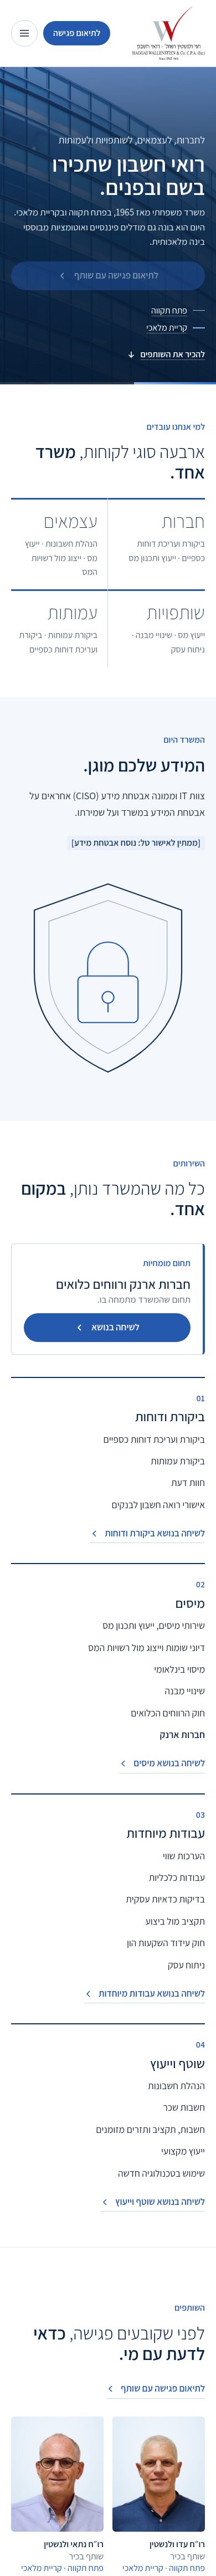 לתיאום פגישה
W
חגי ולנשטין ושות' - רואי חשבון
HAGGAI WALLENSTEIN & Co. C.P.A. (Isr.)
Since 1965 מאז
לחברות, לעצמאים, לשותפויות ולעמותות
רואי חשבון שתכירו
בשם ובפנים.
משרד משפחתי מאז 1965, בפתח תקווה ובקריית מלאכי.
היום הוא בונה גם מודלים פיננסיים ואוטומציות מבוססי
בינה מלאכותית.
לתיאום פגישה עם שותף
פתח תקווה
קריית מלאכי
להכיר את השותפים
למי אנחנו עובדים
ארבעה סוגי לקוחות, משרד
אחד.
חברות
ביקורת ועריכת דוחות
כספיים · ייעוץ ותכנון מס
עצמאים
הנהלת חשבונות · ייעוץ
מס · ייצוג מול רשויות
המס
שותפויות
ייעוץ מס · שינויי מבנה ·
ניתוח עסק
עמותות
ביקורת עמותות · ביקורת
ועריכת דוחות כספיים
המשרד היום
המידע שלכם מוגן.
צוות IT וממונה אבטחת מידע (CISO) אחראים על
אבטחת המידע במשרד ועל שמירתו.
[ממתין לאישור טל: נוסח אבטחת מידע]
השירותים
כל מה שהמשרד נותן, במקום
אחד.
תחום מומחיות
חברות ארנק ורווחים כלואים
תחום שהמשרד מתמחה בו.
לשיחה בנושא
01
ביקורת ודוחות
ביקורת ועריכת דוחות כספיים
ביקורת עמותות
חוות דעת
אישורי רואה חשבון לבנקים
לשיחה בנושא ביקורת ודוחות
02
מיסים
שירותי מיסים, ייעוץ ותכנון מס
דיוני שומות וייצוג מול רשויות המס
מיסוי בינלאומי
שינויי מבנה
חוק הרווחים הכלואים
חברות ארנק
לשיחה בנושא מיסים
03
עבודות מיוחדות
הערכות שווי
עבודות כלכליות
בדיקות כדאיות עסקית
תקציב מול ביצוע
חוק עידוד השקעות הון
ניתוח עסק
לשיחה בנושא עבודות מיוחדות
04
שוטף וייעוץ
הנהלת חשבונות
חשבות שכר
חשבות, תקציב ותזרים מזומנים
ייעוץ מקצועי
שימוש בטכנולוגיה חדשה
לשיחה בנושא שוטף וייעוץ
השותפים
לפני שקובעים פגישה, כדאי
לדעת עם מי.
לתיאום פגישה עם שותף
רו״ח עדו ולנשטין
שותף בכיר
פתח תקווה · קריית מלאכי
רו״ח נתאי ולנשטין
שותף בכיר
פתח תקווה · קריית מלאכי